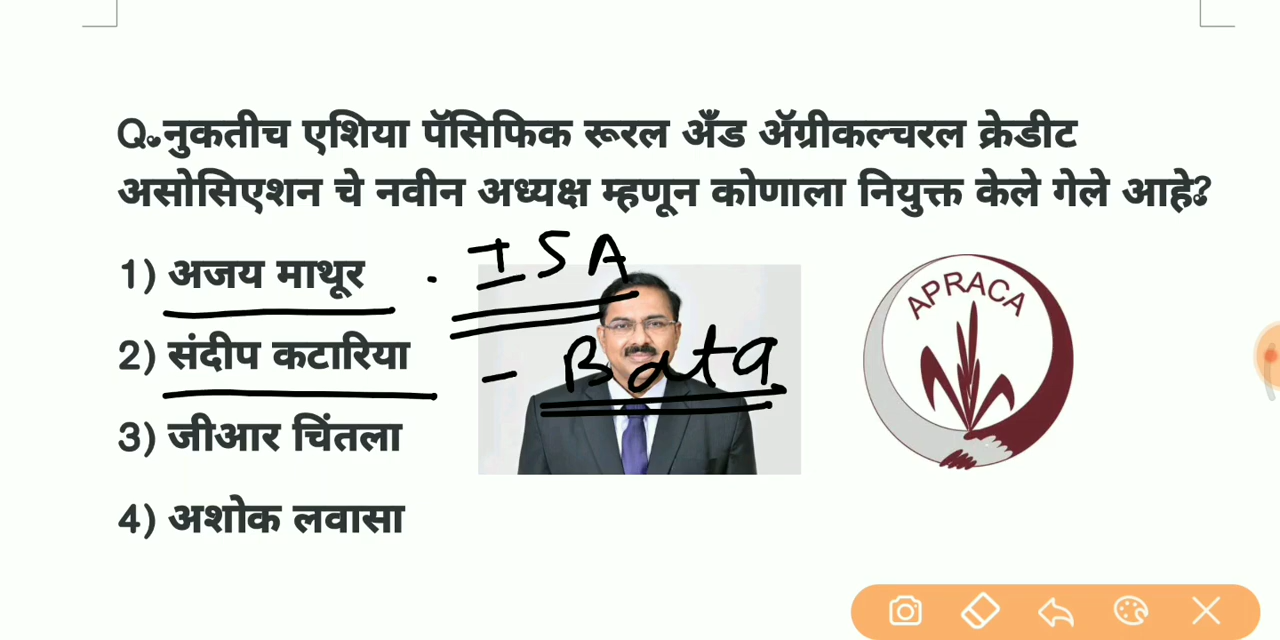 Q.नुकतीच एशिया पॅसिफिक रूरल अँड ॲग्रीकल्चरल क्रेडीट
असोसिएशन चे नवीन अध्यक्ष म्हणून कोणाला नियुक्त केले गेले आहे?
1) अजय माथूर . ISA
2) संदीप कटारिया - Bata
3) जीआर चिंतला
4) अशोक लवासा
APRACA